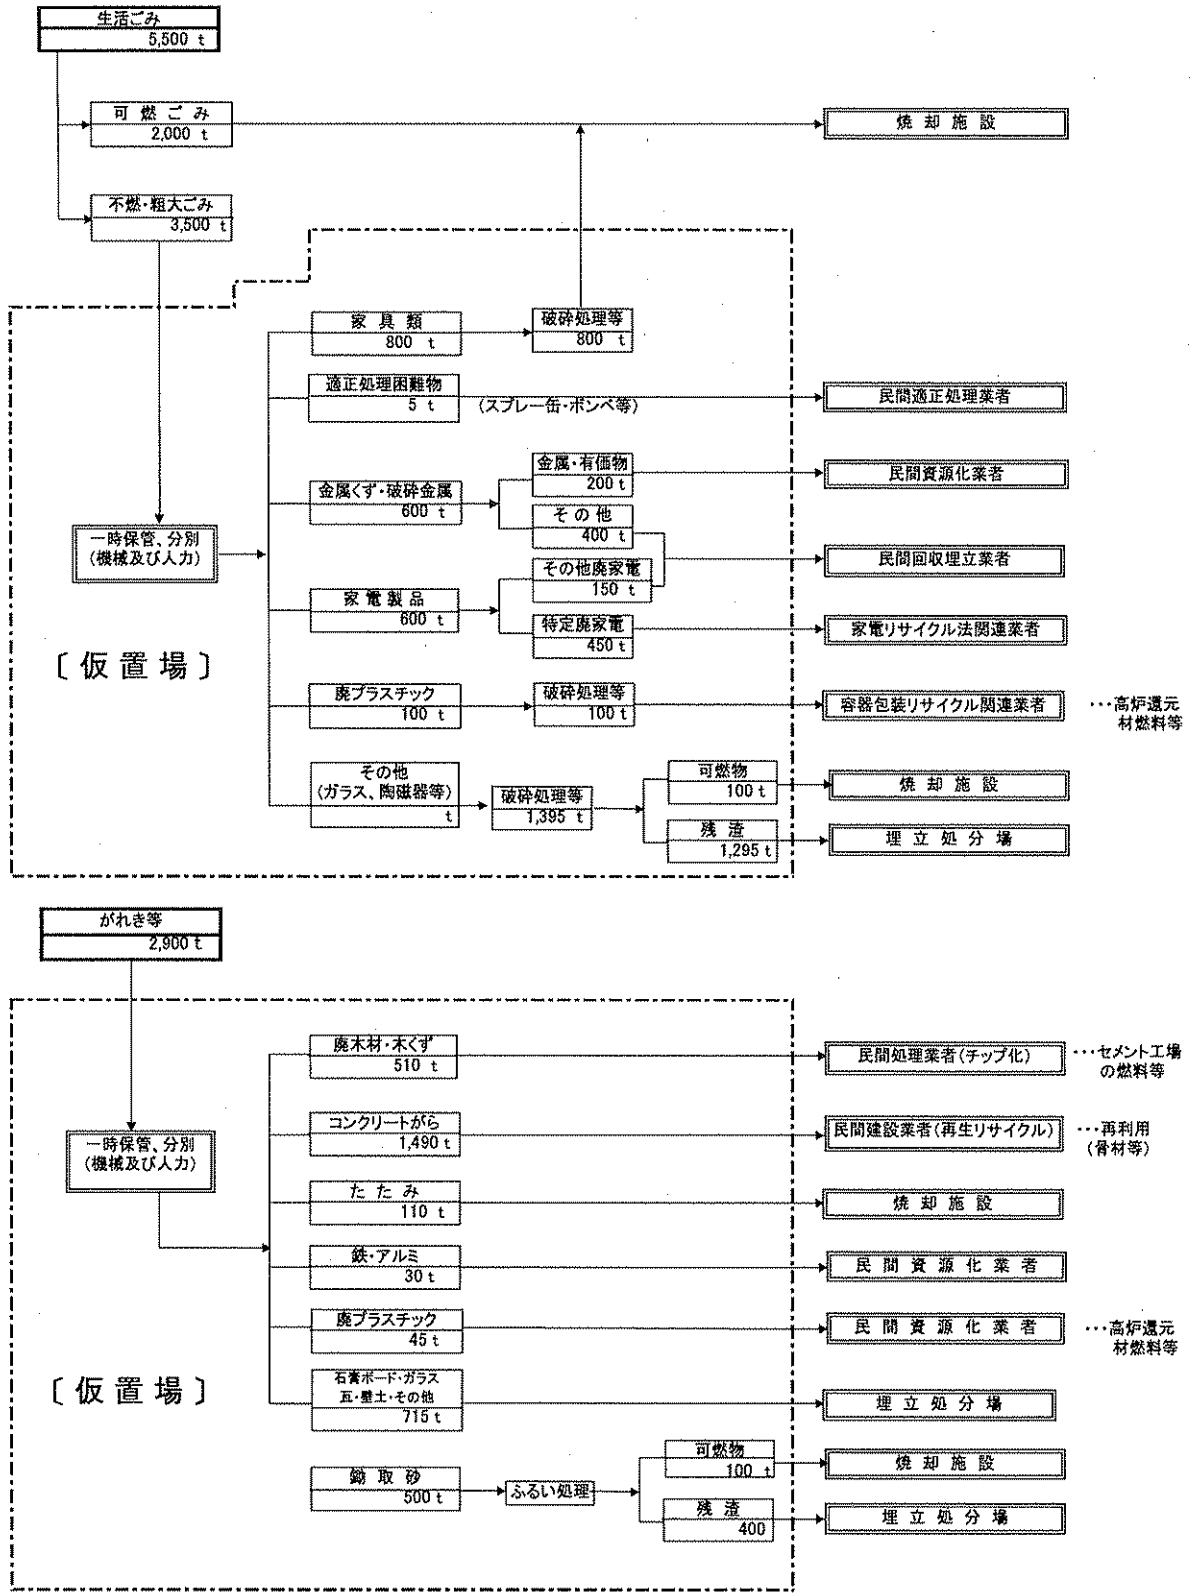 生活ごみ
5,500 t
可燃ごみ
2,000 t
焼却施設
不燃・粗大ごみ
3,500 t
家具類
800 t
破砕処理等
800 t
適正処理困難物
5 t
(スプレー缶・ボンベ等)
民間適正処理業者
金属くず・破砕金属
600 t
金属・有価物
200 t
民間資源化業者
その他
400 t
一時保管、分別
(機械及び人力)
民間回収埋立業者
その他廃家電
150 t
家電製品
600 t
特定廃家電
450 t
家電リサイクル法関連業者
〔仮置場〕
廃プラスチック
100 t
破砕処理等
100 t
容器包装リサイクル関連業者
・・・高炉還元
材燃料等
その他
(ガラス、陶磁器等)
t
破砕処理等
1,395 t
可燃物
100 t
焼却施設
残渣
1,295 t
埋立処分場
がれき等
2,900 t
廃木材・木くず
510 t
民間処理業者(チップ化)
・・・セメント工場
の燃料等
コンクリートがら
1,490 t
民間建設業者(再生リサイクル)
・・・再利用
(骨材等)
一時保管、分別
(機械及び人力)
たたみ
110 t
焼却施設
鉄・アルミ
30 t
民間資源化業者
廃プラスチック
45 t
民間資源化業者
・・・高炉還元
材燃料等
〔仮置場〕
石膏ボード・ガラス
瓦・壁土・その他
715 t
埋立処分場
鋤取砂
500 t
ふるい処理
可燃物
100 t
焼却施設
残渣
400
埋立処分場